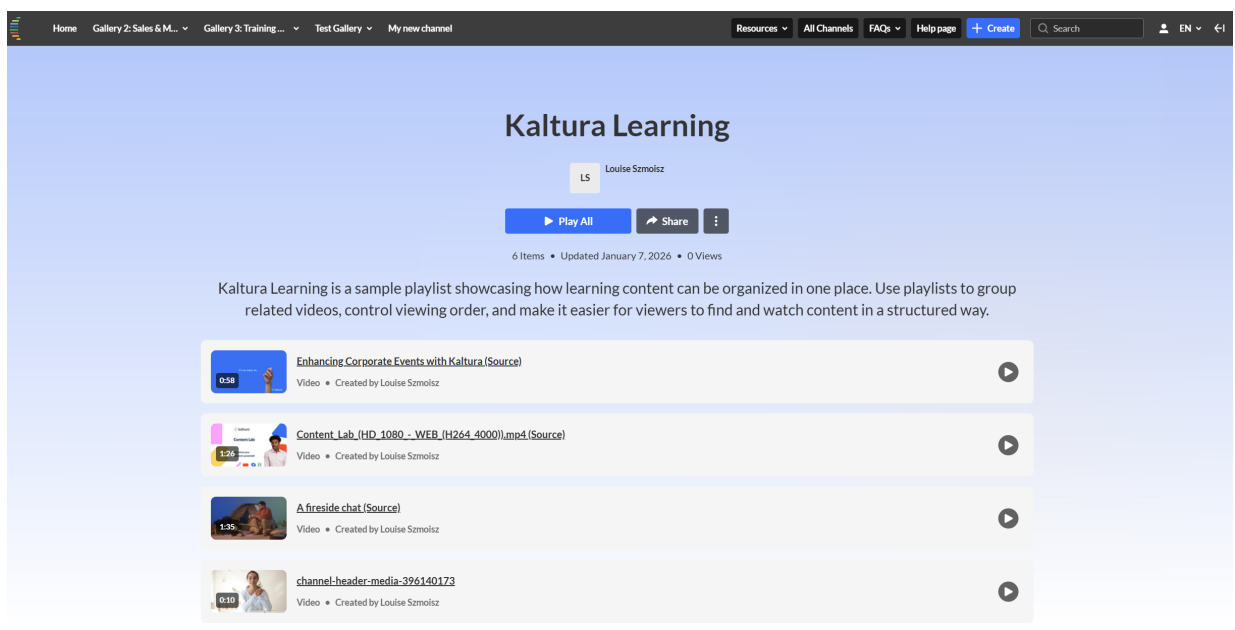 Home Gallery 2: Sales & M... Gallery 3: Training ... Test Gallery My new channel Resources All Channels FAQs Help page + Create Search EN
Kaltura Learning
LS Louise Szmoisz
Play All Share
6 Items • Updated January 7, 2026 • 0 Views
Kaltura Learning is a sample playlist showcasing how learning content can be organized in one place. Use playlists to group
related videos, control viewing order, and make it easier for viewers to find and watch content in a structured way.
Enhancing Corporate Events with Kaltura (Source)
0:58
Video • Created by Louise Szmoisz
Content_Lab_(HD_1080_-_WEB_(H264_4000)).mp4 (Source)
Content Lab
1:26
Video • Created by Louise Szmoisz
A fireside chat (Source)
1:35
Video • Created by Louise Szmoisz
channel-header-media-396140173
0:10
Video • Created by Louise Szmoisz